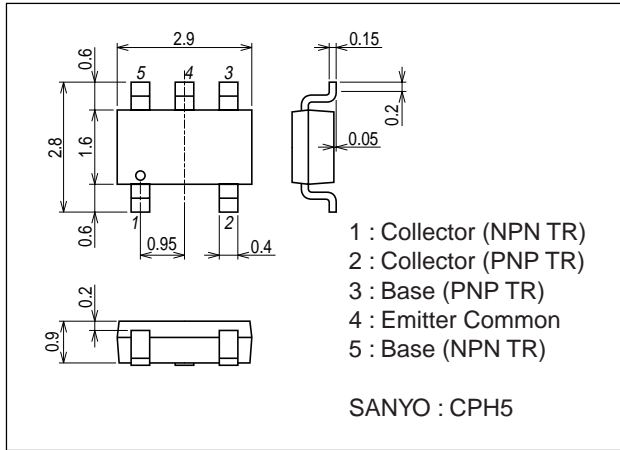 2.9
0.15
0.6
5
4
3
0.2
2.8
1.6
0.05
0.6
1
2
0.95
0.4
1 : Collector (NPN TR)
2 : Collector (PNP TR)
3 : Base (PNP TR)
4 : Emitter Common
5 : Base (NPN TR)
0.2
0.9
SANYO : CPH5